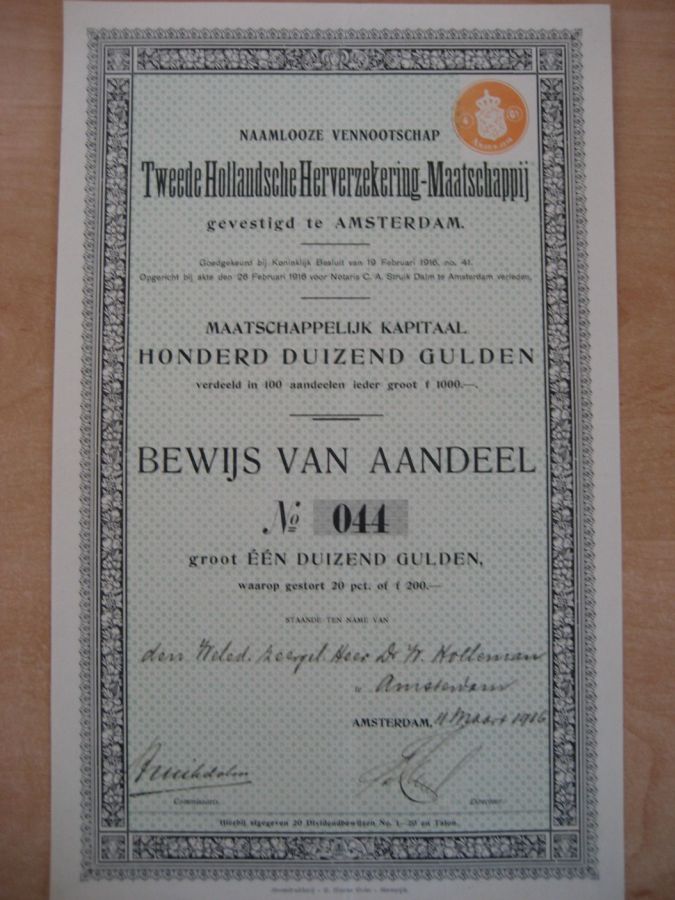 NAAMLOOZE VENNOOTSCHAP
Tweede Hollandsche Herverzekering-Maatschappij
gevestigd te AMSTERDAM.
Goedgekeurd bij Koninklijk Besluit van 19 Februari 1916, no. 41.
Opgericht bij akte den 26 Februari 1916 voor Notaris C. A. Struik Dalm te Amsterdam verleden.
MAATSCHAPPELIJK KAPITAAL
HONDERD DUIZEND GULDEN
verdeeld in 100 aandeelen ieder groot f 1000.—.
BEWIJS VAN AANDEEL
No 044
groot ÉÉN DUIZEND GULDEN,
waarop gestort 20 pct. of f 200.—
STAANDE TEN NAME VAN
den Weled. zeergel. Heer Dr W. Kolleman
te Amsterdam
AMSTERDAM, 11 Maart 1916
Struikdalm
Commissaris. Directeur.
Hierbij afgegeven 20 Dividendbewijzen No. 1—20 en Talon.